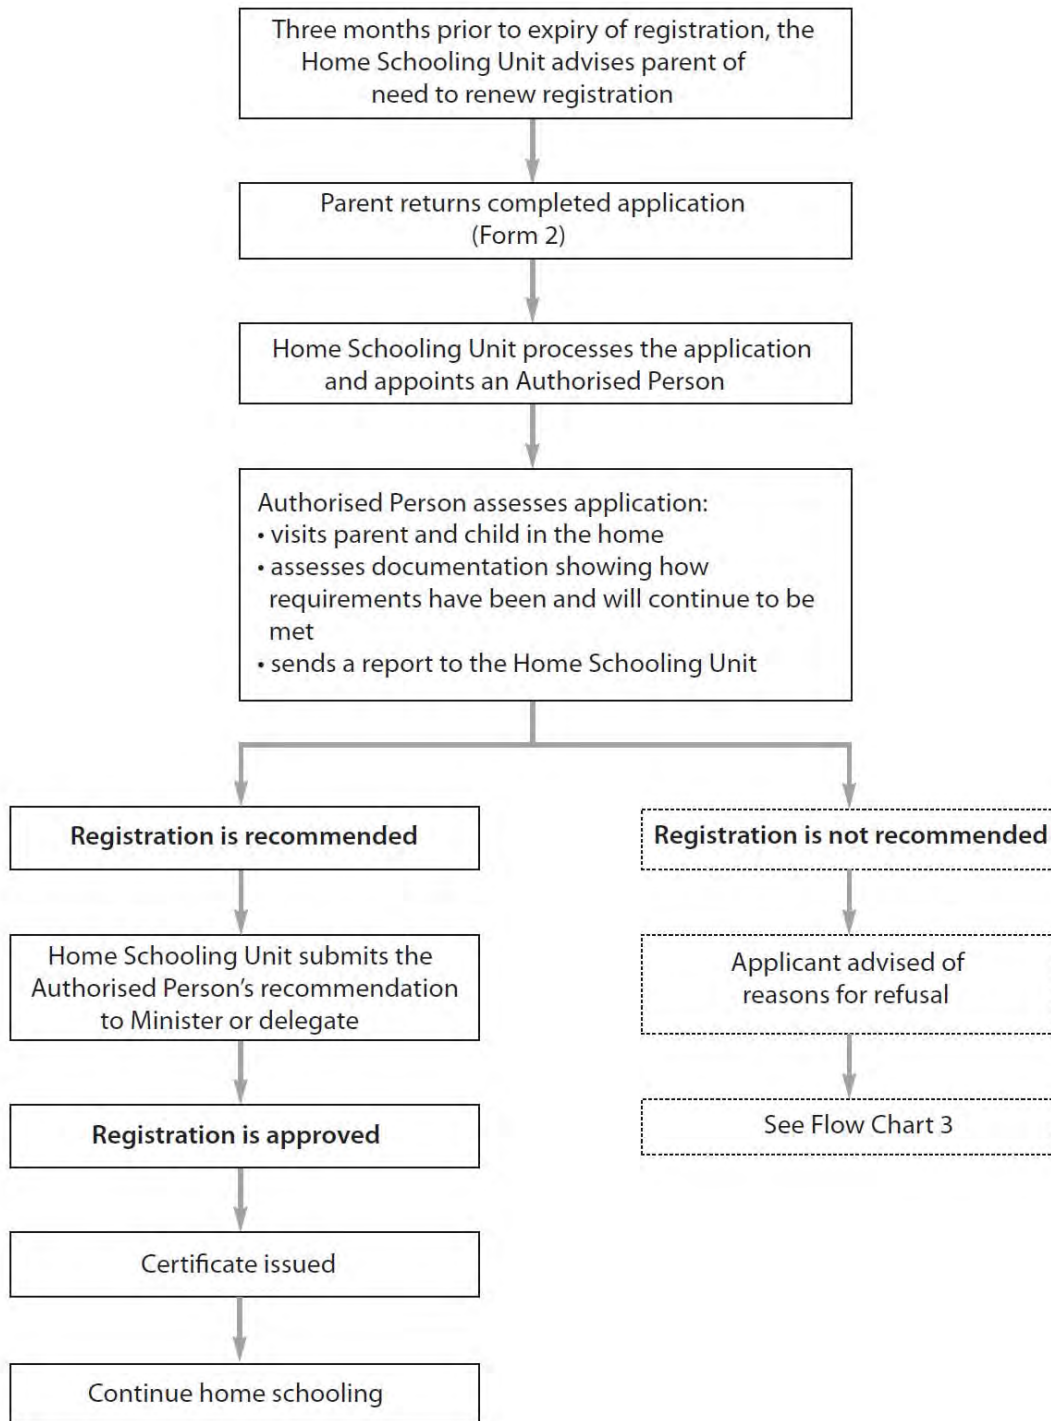 Three months prior to expiry of registration, the
Home Schooling Unit advises parent of
need to renew registration
Parent returns completed application
(Form 2)
Home Schooling Unit processes the application
and appoints an Authorised Person
Authorised Person assesses application:
• visits parent and child in the home
• assesses documentation showing how
requirements have been and will continue to be
met
• sends a report to the Home Schooling Unit
Registration is recommended
Home Schooling Unit submits the
Authorised Person’s recommendation
to Minister or delegate
Registration is approved
Certificate issued
Continue home schooling
Registration is not recommended
Applicant advised of
reasons for refusal
See Flow Chart 3